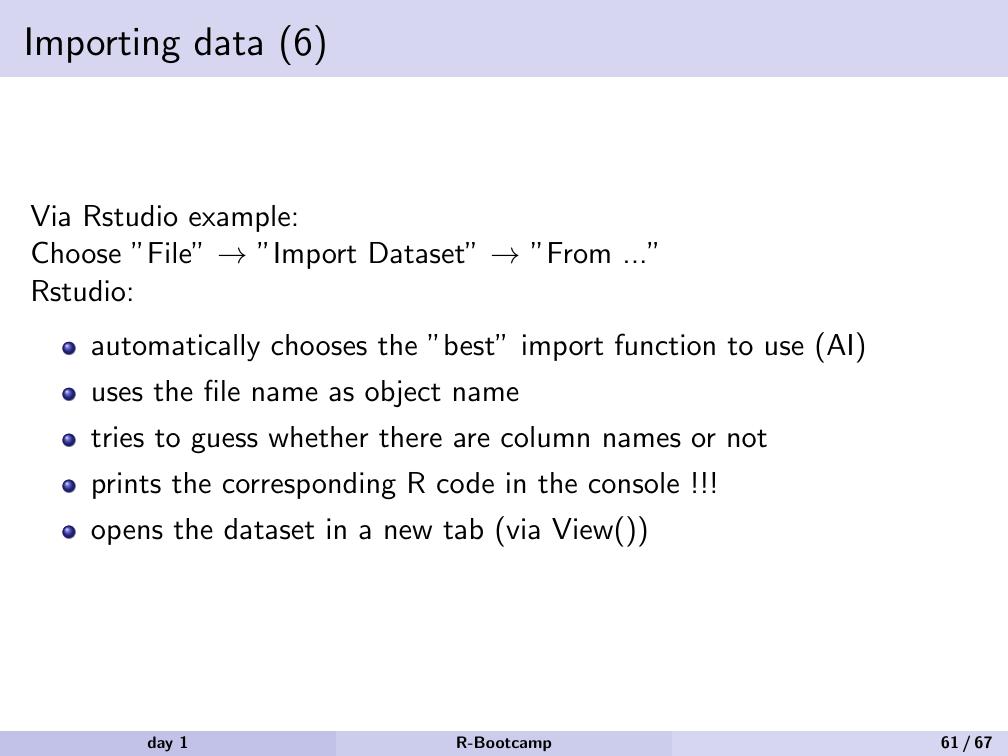 Importing data (6)
Via Rstudio example:
Choose ”File” → ”Import Dataset” → ”From ...”
Rstudio:
automatically chooses the ”best” import function to use (AI)
uses the file name as object name
tries to guess whether there are column names or not
prints the corresponding R code in the console !!!
opens the dataset in a new tab (via View())
day 1 R-Bootcamp 61 / 67